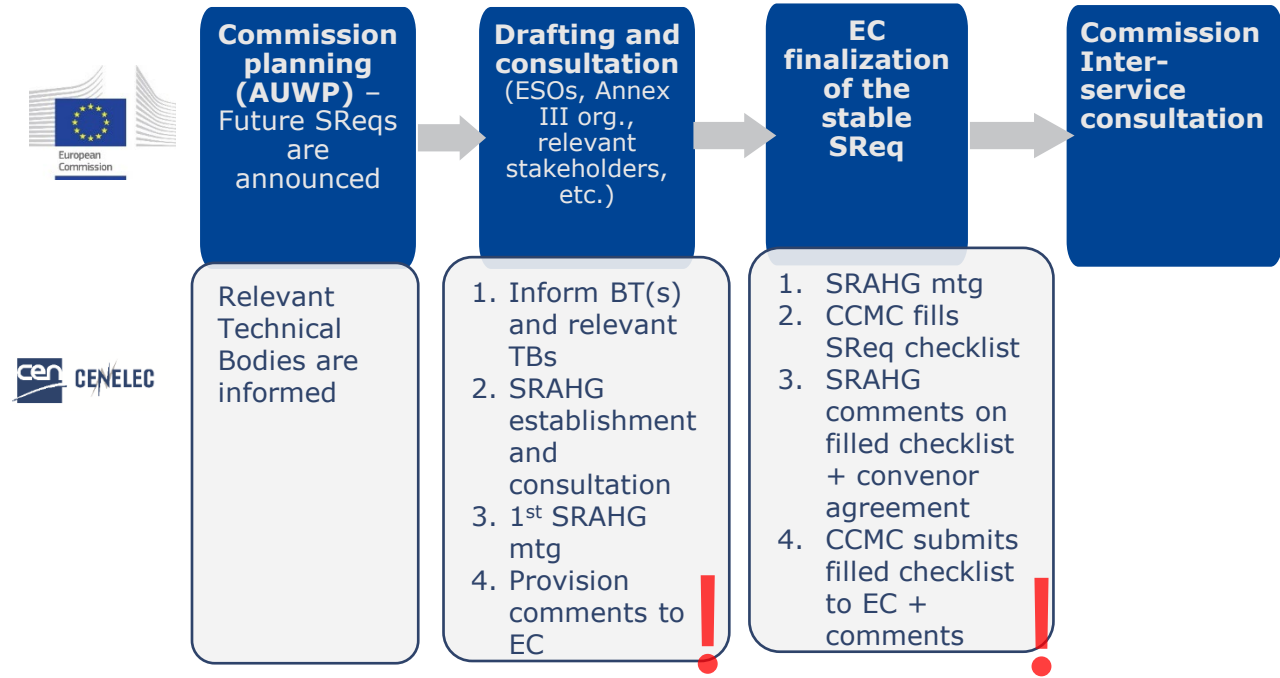 Commission
planning
(AUWP) –
Future SReqs
are
announced
Drafting and
consultation
(ESOs, Annex
III org.,
relevant
stakeholders,
etc.)
EC
finalization
of the
stable
SReq
Commission
Inter-
service
consultation
European
Commission
Relevant
Technical
Bodies are
informed
1. Inform BT(s)
and relevant
TBs
2. SRAHG
establishment
and
consultation
3. 1st SRAHG
mtg
4. Provision
comments to
EC
!
1. SRAHG mtg
2. CCMC fills
SReq checklist
3. SRAHG
comments on
filled checklist
+ convenor
agreement
4. CCMC submits
filled checklist
to EC +
comments
!
cen CENELEC